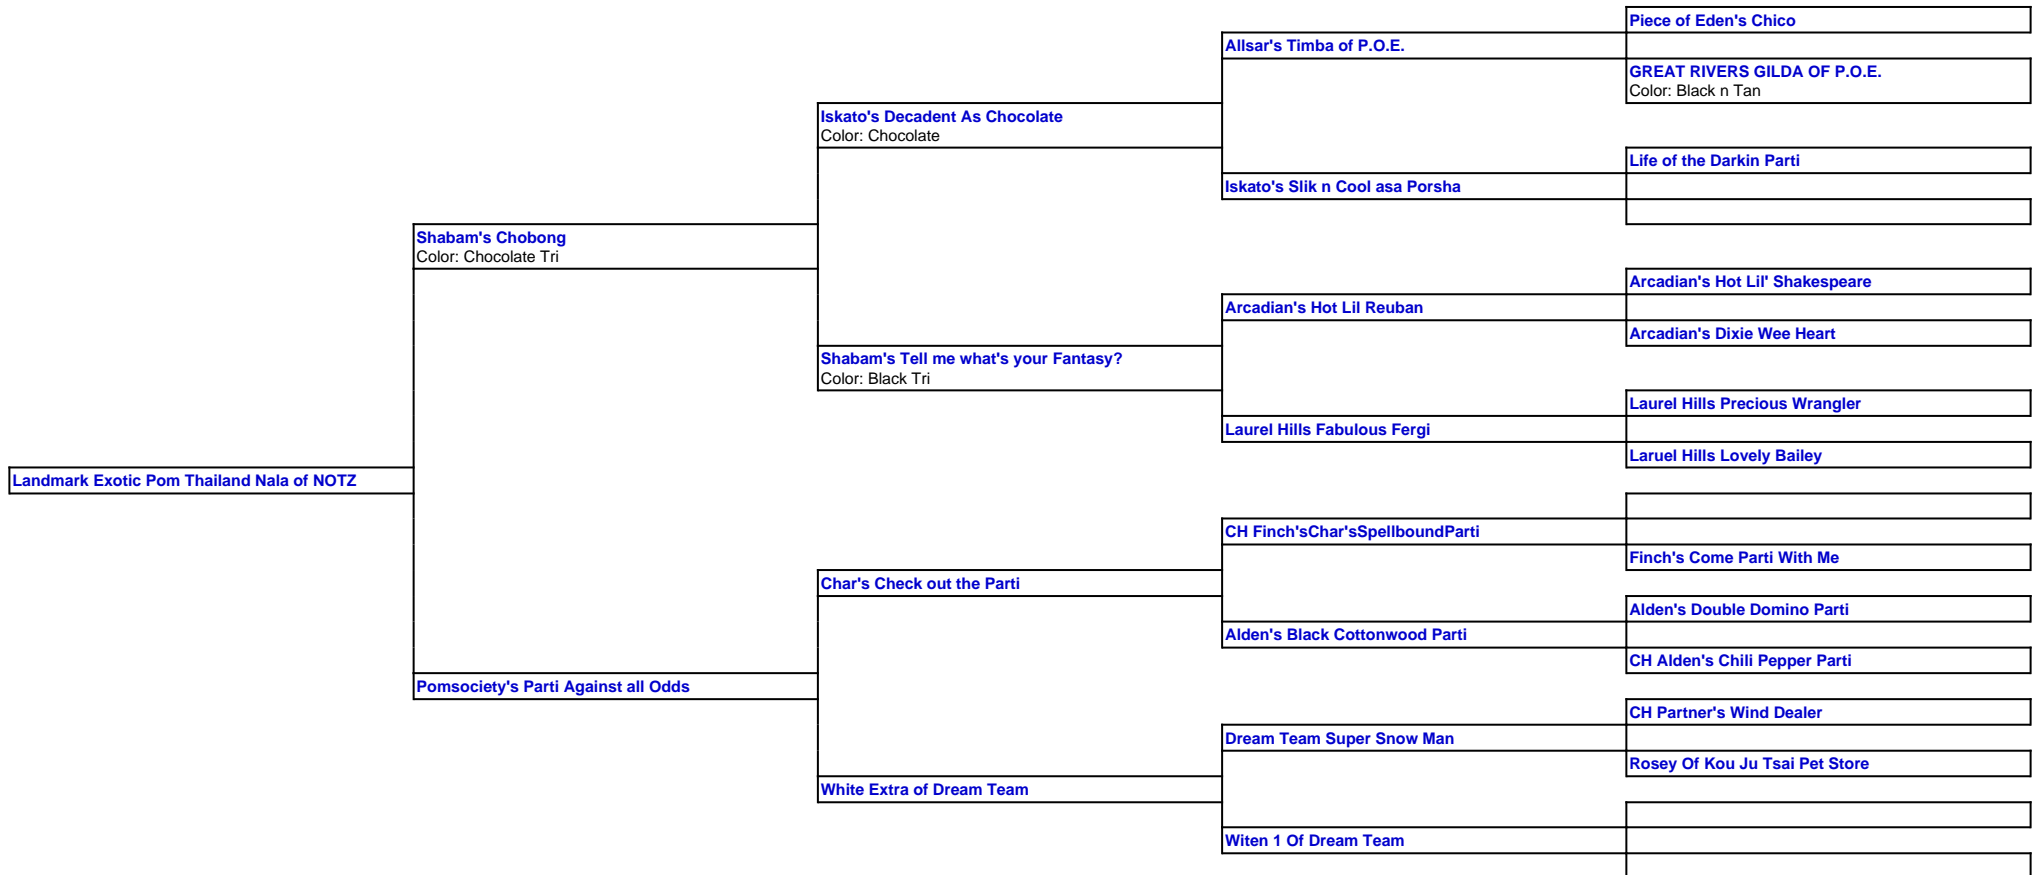 Piece of Eden's Chico
Allsar's Timba of P.O.E.
GREAT RIVERS GILDA OF P.O.E.
Color: Black n Tan
Iskato's Decadent As Chocolate
Color: Chocolate
Life of the Darkin Parti
Iskato's Slik n Cool asa Porsha
Shabam's Chobong
Color: Chocolate Tri
Arcadian's Hot Lil' Shakespeare
Arcadian's Hot Lil Reuban
Arcadian's Dixie Wee Heart
Shabam's Tell me what's your Fantasy?
Color: Black Tri
Laurel Hills Precious Wrangler
Laurel Hills Fabulous Fergi
Laruel Hills Lovely Bailey
Landmark Exotic Pom Thailand Nala of NOTZ
CH Finch'sChar'sSpellboundParti
Finch's Come Parti With Me
Char's Check out the Parti
Alden's Double Domino Parti
Alden's Black Cottonwood Parti
CH Alden's Chili Pepper Parti
Pomsociety's Parti Against all Odds
CH Partner's Wind Dealer
Dream Team Super Snow Man
Rosey Of Kou Ju Tsai Pet Store
White Extra of Dream Team
Witen 1 Of Dream Team